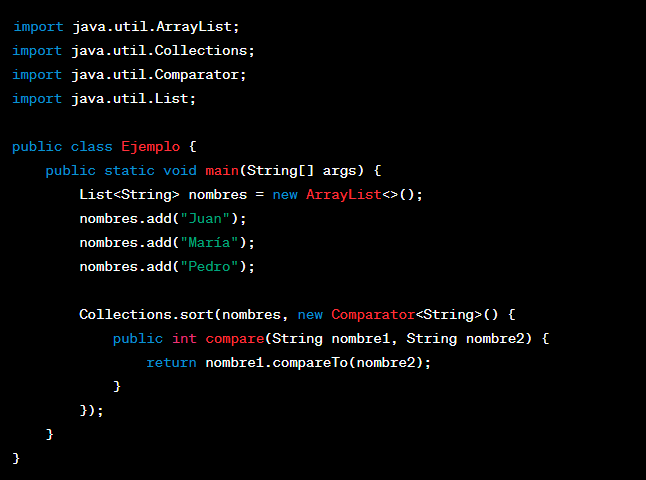 import java.util.ArrayList;
import java.util.Collections;
import java.util.Comparator;
import java.util.List;

public class Ejemplo {
    public static void main(String[] args) {
        List<String> nombres = new ArrayList<>();
        nombres.add("Juan");
        nombres.add("María");
        nombres.add("Pedro");

        Collections.sort(nombres, new Comparator<String>() {
            public int compare(String nombre1, String nombre2) {
                return nombre1.compareTo(nombre2);
            }
        });
    }
}